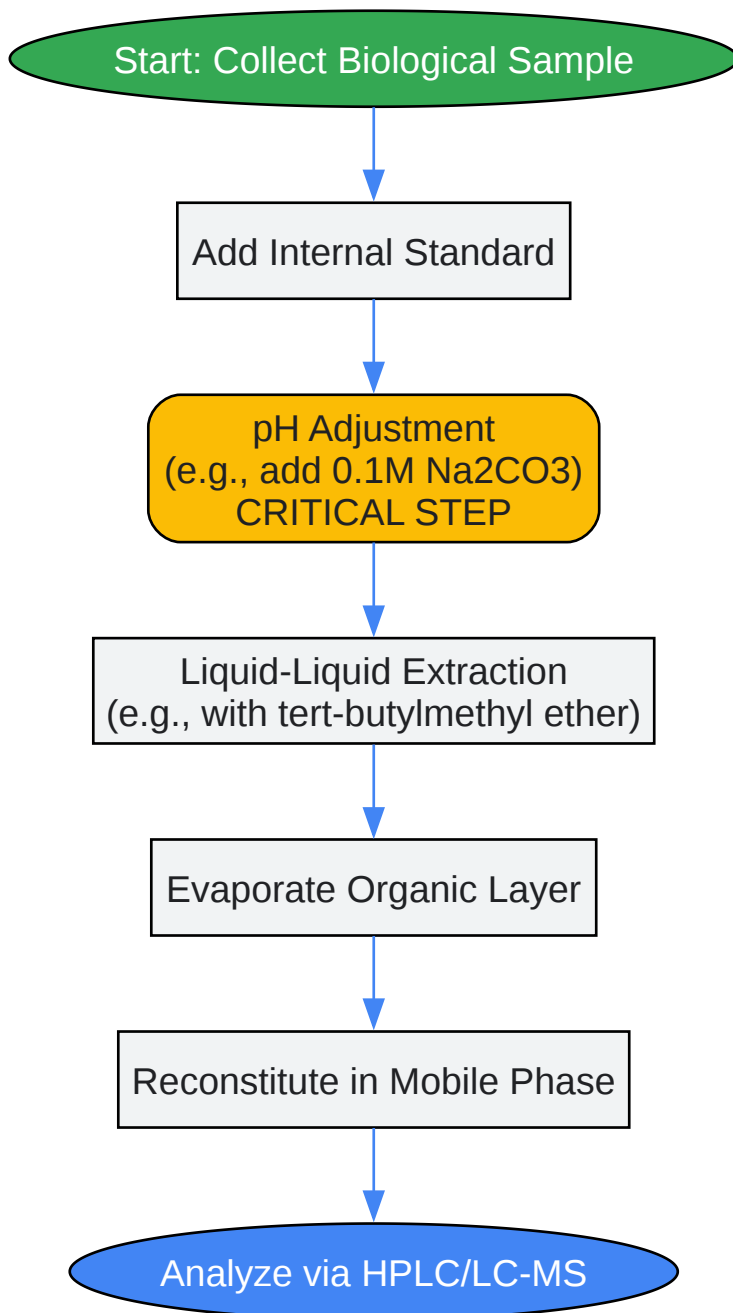 Start: Collect Biological Sample
Add Internal Standard
pH Adjustment
(e.g., add 0.1M Na2CO3)
CRITICAL STEP
Liquid-Liquid Extraction
(e.g., with tert-butylmethyl ether)
Evaporate Organic Layer
Reconstitute in Mobile Phase
Analyze via HPLC/LC-MS